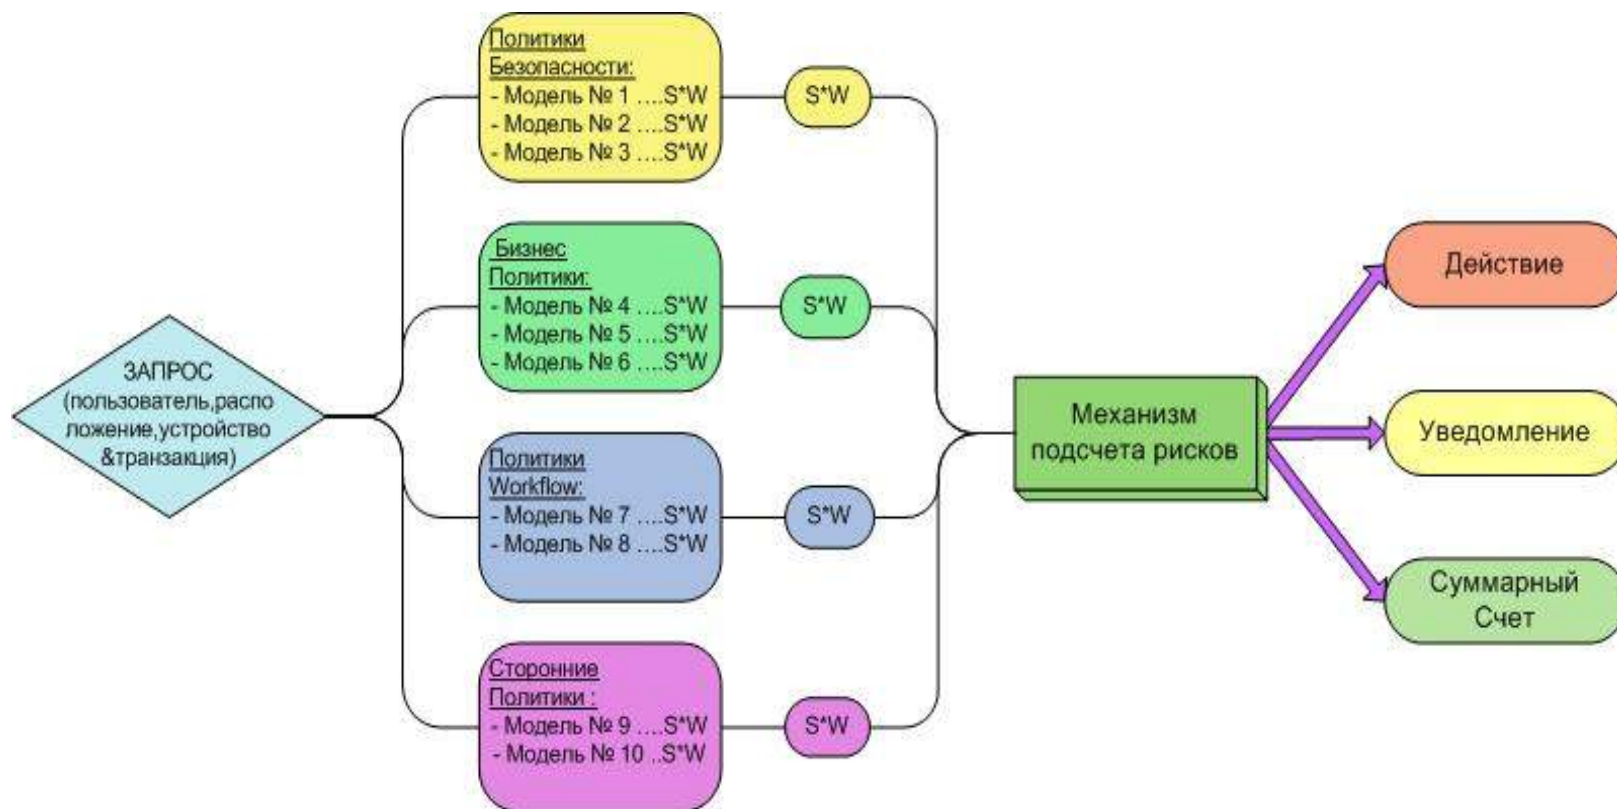 ЗАПРОС
(пользователь,распо
ложение,устройство
&транзакция)
Политики
Безопасности:
- Модель № 1 ....S*W
- Модель № 2 ....S*W
- Модель № 3 ....S*W
S*W
Бизнес
Политики:
- Модель № 4 ....S*W
- Модель № 5 ....S*W
- Модель № 6 ....S*W
S*W
Политики
Workflow:
- Модель № 7 ....S*W
- Модель № 8 ....S*W
S*W
Сторонние
Политики :
- Модель № 9 ....S*W
- Модель № 10 ..S*W
S*W
Механизм
подсчета рисков
Действие
Уведомление
Суммарный
Счет